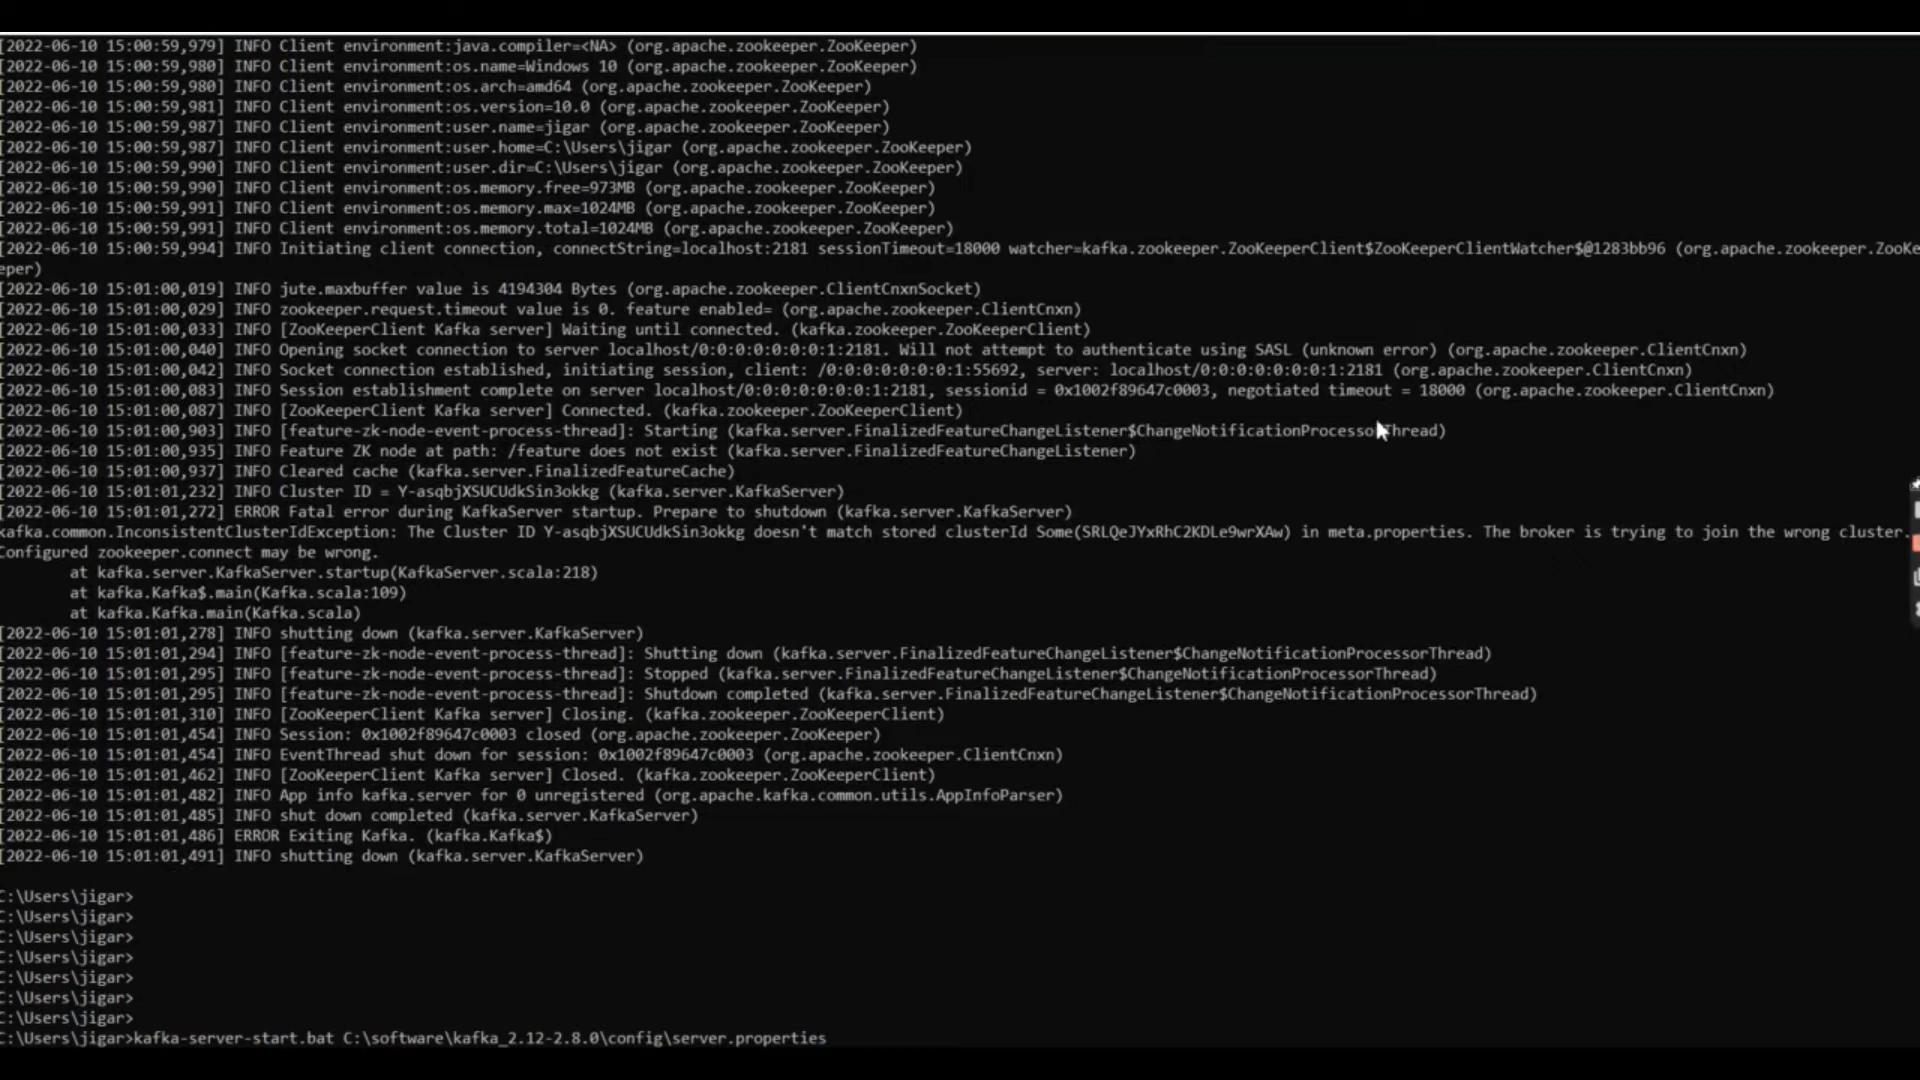 [2022-06-10 15:00:59,979] INFO Client environment:java.compiler=<NA> (org.apache.zookeeper.ZooKeeper)
[2022-06-10 15:00:59,980] INFO Client environment:os.name=Windows 10 (org.apache.zookeeper.ZooKeeper)
[2022-06-10 15:00:59,980] INFO Client environment:os.arch=amd64 (org.apache.zookeeper.ZooKeeper)
[2022-06-10 15:00:59,981] INFO Client environment:os.version=10.0 (org.apache.zookeeper.ZooKeeper)
[2022-06-10 15:00:59,987] INFO Client environment:user.name=jigar (org.apache.zookeeper.ZooKeeper)
[2022-06-10 15:00:59,987] INFO Client environment:user.home=C:\Users\jigar (org.apache.zookeeper.ZooKeeper)
[2022-06-10 15:00:59,990] INFO Client environment:user.dir=C:\Users\jigar (org.apache.zookeeper.ZooKeeper)
[2022-06-10 15:00:59,990] INFO Client environment:os.memory.free=973MB (org.apache.zookeeper.ZooKeeper)
[2022-06-10 15:00:59,991] INFO Client environment:os.memory.max=1024MB (org.apache.zookeeper.ZooKeeper)
[2022-06-10 15:00:59,991] INFO Client environment:os.memory.total=1024MB (org.apache.zookeeper.ZooKeeper)
[2022-06-10 15:00:59,994] INFO Initiating client connection, connectString=localhost:2181 sessionTimeout=18000 watcher=kafka.zookeeper.ZooKeeperClient$ZooKeeperClientWatcher$@1283bb96 (org.apache.zookeeper.ZooKe
eper)
[2022-06-10 15:01:00,019] INFO jute.maxbuffer value is 4194304 Bytes (org.apache.zookeeper.ClientCnxnSocket)
[2022-06-10 15:01:00,029] INFO zookeeper.request.timeout value is 0. feature enabled= (org.apache.zookeeper.ClientCnxn)
[2022-06-10 15:01:00,033] INFO [ZooKeeperClient Kafka server] Waiting until connected. (kafka.zookeeper.ZooKeeperClient)
[2022-06-10 15:01:00,040] INFO Opening socket connection to server localhost/0:0:0:0:0:0:0:1:2181. Will not attempt to authenticate using SASL (unknown error) (org.apache.zookeeper.ClientCnxn)
[2022-06-10 15:01:00,042] INFO Socket connection established, initiating session, client: /0:0:0:0:0:0:0:1:55692, server: localhost/0:0:0:0:0:0:0:1:2181 (org.apache.zookeeper.ClientCnxn)
[2022-06-10 15:01:00,083] INFO Session establishment complete on server localhost/0:0:0:0:0:0:0:1:2181, sessionid = 0x1002f89647c0003, negotiated timeout = 18000 (org.apache.zookeeper.ClientCnxn)
[2022-06-10 15:01:00,087] INFO [ZooKeeperClient Kafka server] Connected. (kafka.zookeeper.ZooKeeperClient)
[2022-06-10 15:01:00,903] INFO [feature-zk-node-event-process-thread]: Starting (kafka.server.FinalizedFeatureChangeListener$ChangeNotificationProcessorThread)
[2022-06-10 15:01:00,935] INFO Feature ZK node at path: /feature does not exist (kafka.server.FinalizedFeatureChangeListener)
[2022-06-10 15:01:00,937] INFO Cleared cache (kafka.server.FinalizedFeatureCache)
[2022-06-10 15:01:01,232] INFO Cluster ID = Y-asqbjXSUCUdkSin3okkg (kafka.server.KafkaServer)
[2022-06-10 15:01:01,272] ERROR Fatal error during KafkaServer startup. Prepare to shutdown (kafka.server.KafkaServer)
kafka.common.InconsistentClusterIdException: The Cluster ID Y-asqbjXSUCUdkSin3okkg doesn't match stored clusterId Some(SRLQeJYxRhC2KDLe9wrXAw) in meta.properties. The broker is trying to join the wrong cluster.
Configured zookeeper.connect may be wrong.
at kafka.server.KafkaServer.startup(KafkaServer.scala:218)
at kafka.Kafka$.main(Kafka.scala:109)
at kafka.Kafka.main(Kafka.scala)
[2022-06-10 15:01:01,278] INFO shutting down (kafka.server.KafkaServer)
[2022-06-10 15:01:01,294] INFO [feature-zk-node-event-process-thread]: Shutting down (kafka.server.FinalizedFeatureChangeListener$ChangeNotificationProcessorThread)
[2022-06-10 15:01:01,295] INFO [feature-zk-node-event-process-thread]: Stopped (kafka.server.FinalizedFeatureChangeListener$ChangeNotificationProcessorThread)
[2022-06-10 15:01:01,295] INFO [feature-zk-node-event-process-thread]: Shutdown completed (kafka.server.FinalizedFeatureChangeListener$ChangeNotificationProcessorThread)
[2022-06-10 15:01:01,310] INFO [ZooKeeperClient Kafka server] Closing. (kafka.zookeeper.ZooKeeperClient)
[2022-06-10 15:01:01,454] INFO Session: 0x1002f89647c0003 closed (org.apache.zookeeper.ZooKeeper)
[2022-06-10 15:01:01,454] INFO EventThread shut down for session: 0x1002f89647c0003 (org.apache.zookeeper.ClientCnxn)
[2022-06-10 15:01:01,462] INFO [ZooKeeperClient Kafka server] Closed. (kafka.zookeeper.ZooKeeperClient)
[2022-06-10 15:01:01,482] INFO App info kafka.server for 0 unregistered (org.apache.kafka.common.utils.AppInfoParser)
[2022-06-10 15:01:01,485] INFO shut down completed (kafka.server.KafkaServer)
[2022-06-10 15:01:01,486] ERROR Exiting Kafka. (kafka.Kafka$)
[2022-06-10 15:01:01,491] INFO shutting down (kafka.server.KafkaServer)
C:\Users\jigar>
C:\Users\jigar>
C:\Users\jigar>
C:\Users\jigar>
C:\Users\jigar>
C:\Users\jigar>
C:\Users\jigar>
C:\Users\jigar>kafka-server-start.bat C:\software\kafka_2.12-2.8.0\config\server.properties